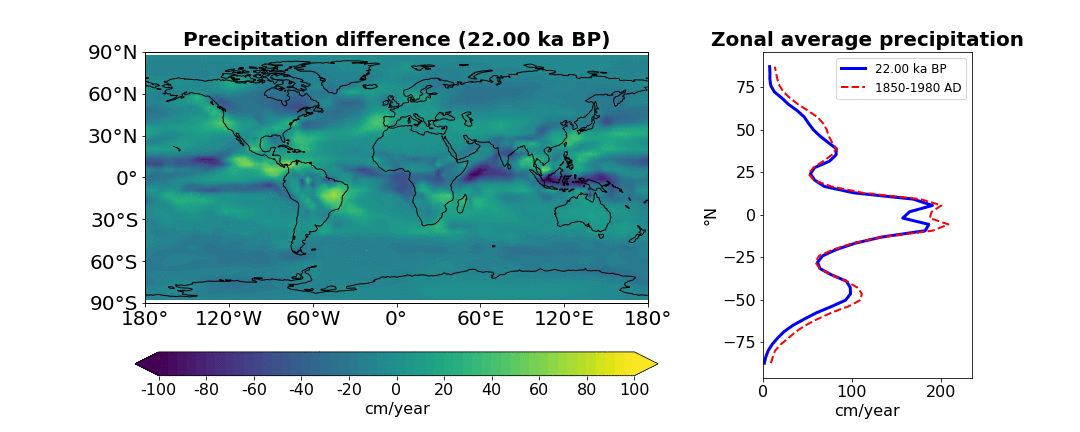 Precipitation difference (22.00 ka BP)
90°N
60°N
30°N
0°
30°S
60°S
90°S
180° 120°W 60°W 0° 60°E 120°E 180°
-100 -80 -60 -40 -20 0 20 40 60 80 100
cm/year
Zonal average precipitation
22.00 ka BP
1850-1980 AD
°N
75
50
25
0
−25
−50
−75
0 100 200
cm/year